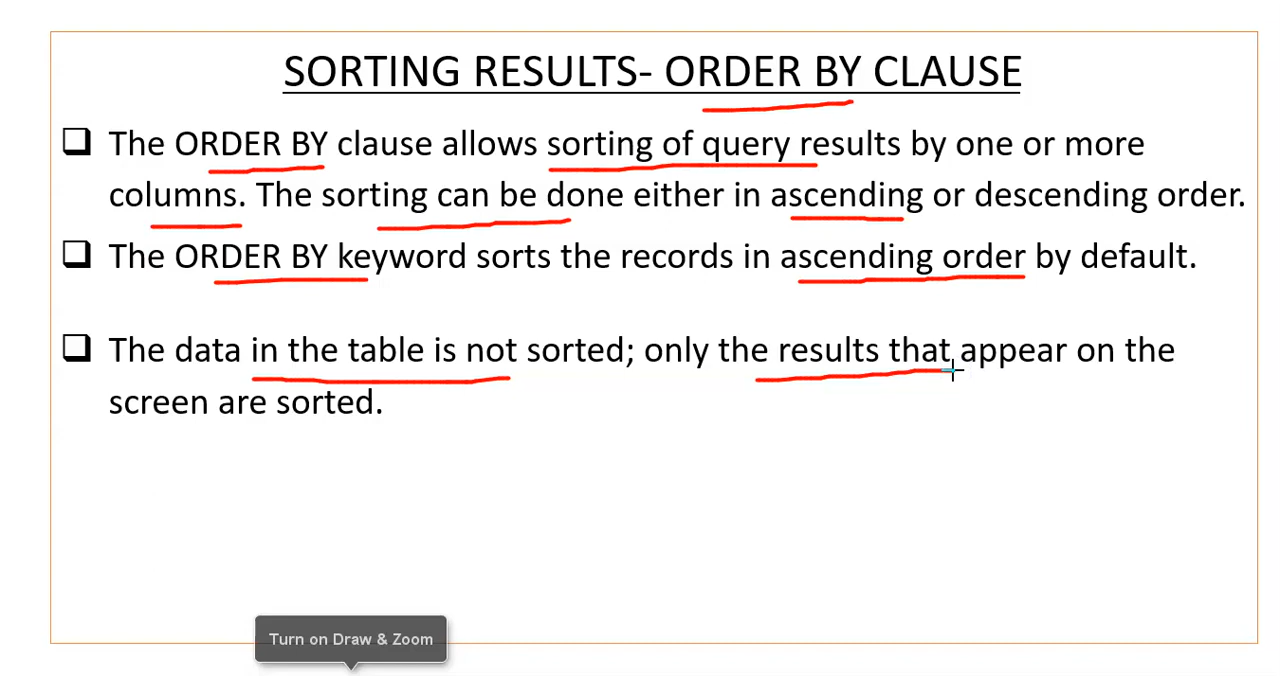 SORTING RESULTS- ORDER BY CLAUSE
The ORDER BY clause allows sorting of query results by one or more
columns. The sorting can be done either in ascending or descending order.
The ORDER BY keyword sorts the records in ascending order by default.
The data in the table is not sorted; only the results that appear on the
screen are sorted.
Turn on Draw & Zoom